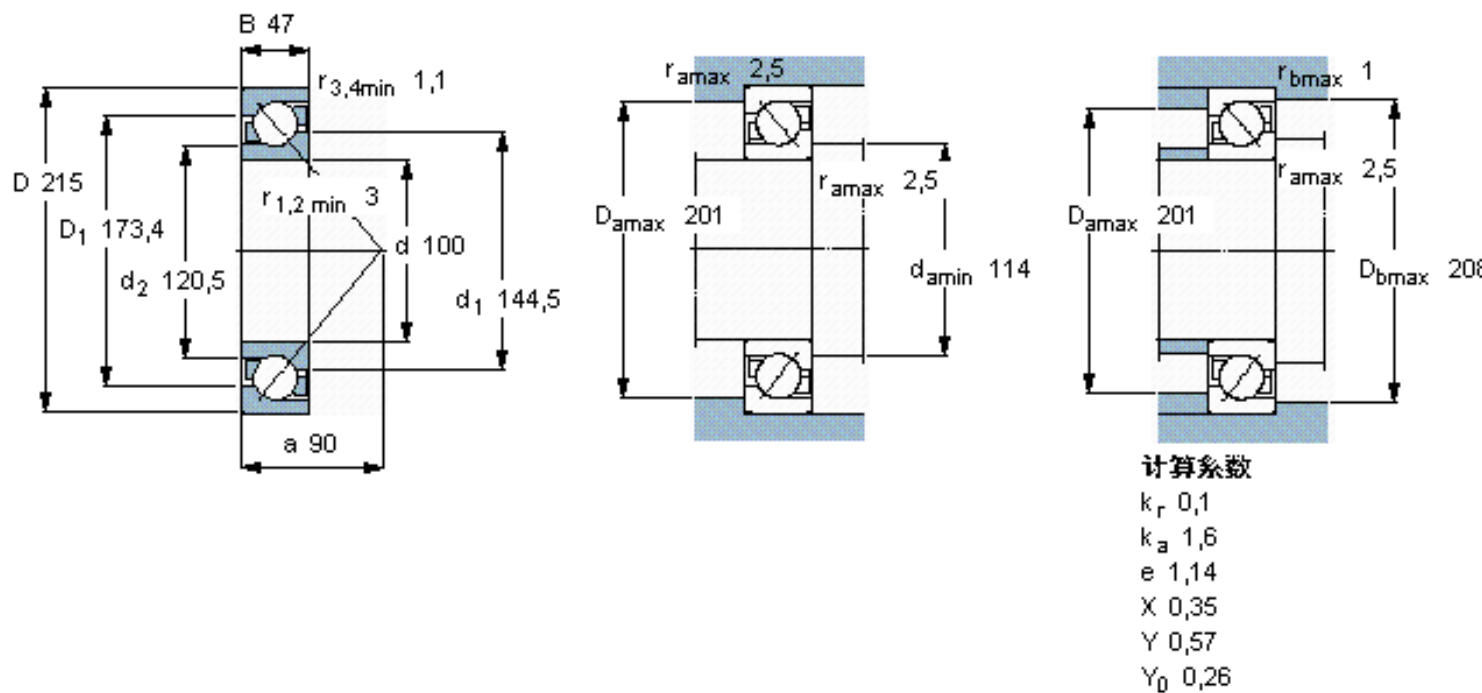 B 47
r3,4min 1,1
D 215
D1 173,4
r1,2 min 3
d 100
d2 120,5
d1 144,5
a 90
ramax 2,5
ramax 2,5
Damax 201
damin 114
rbmax 1
ramax 2,5
Damax 201
Dbmax 208
计算系数
kr 0,1
ka 1,6
e 1,14
X 0,35
Y 0,57
Y0 0,26